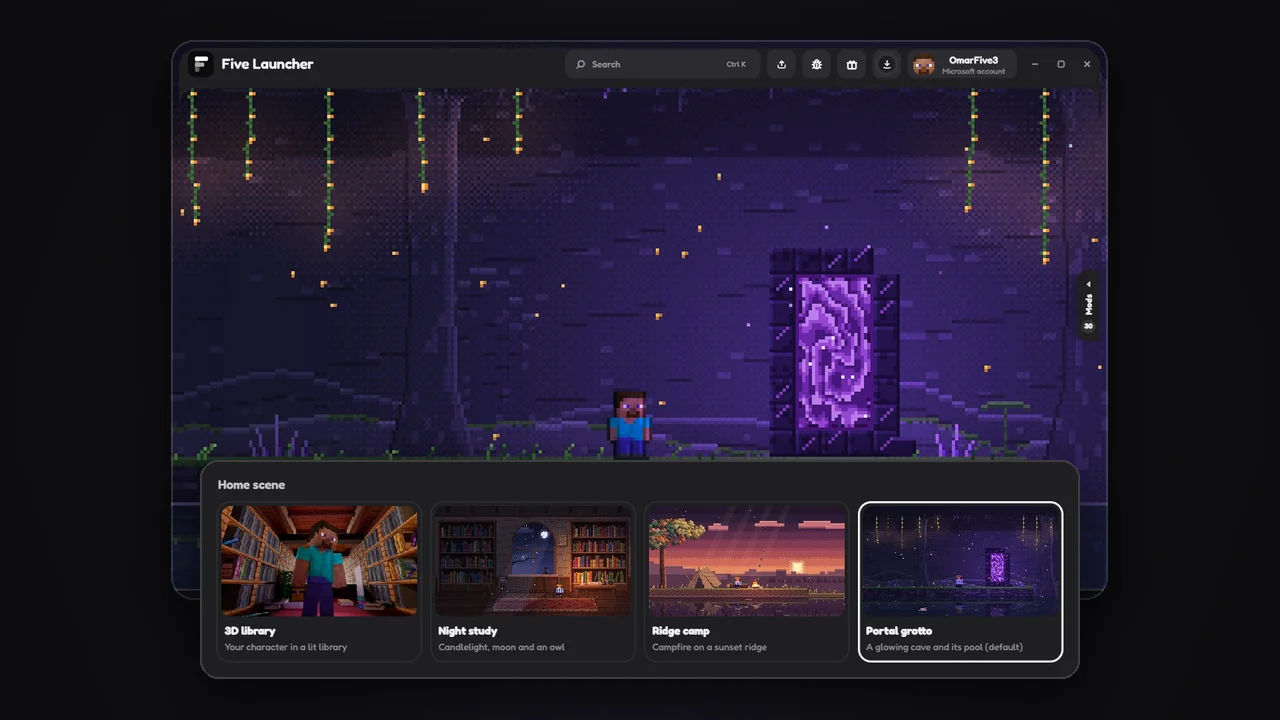 Five Launcher
Search
Ctrl K
OmarFive3
Microsoft account
Mods
30
Home scene
3D library
Your character in a lit library
Night study
Candlelight, moon and an owl
Ridge camp
Campfire on a sunset ridge
Portal grotto
A glowing cave and its pool (default)